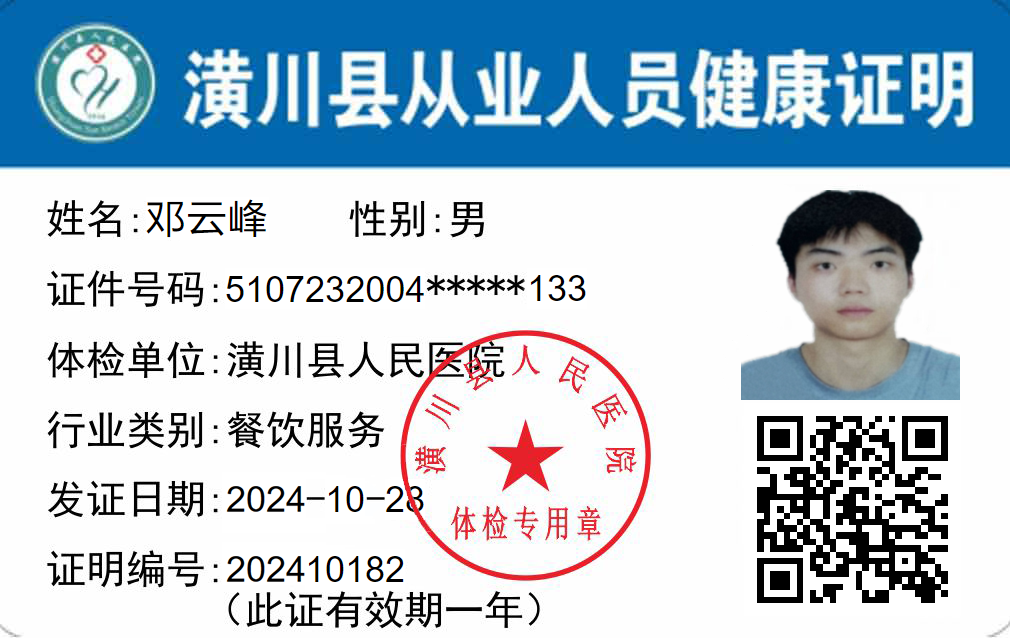 潢川县从业人员健康证明
姓名:邓云峰 性别:男
证件号码:5107232004*****133
体检单位:潢川县人民医院
行业类别:餐饮服务
发证日期:2024-10-28
证明编号:202410182
(此证有效期一年)
潢川县人民医院
体检专用章